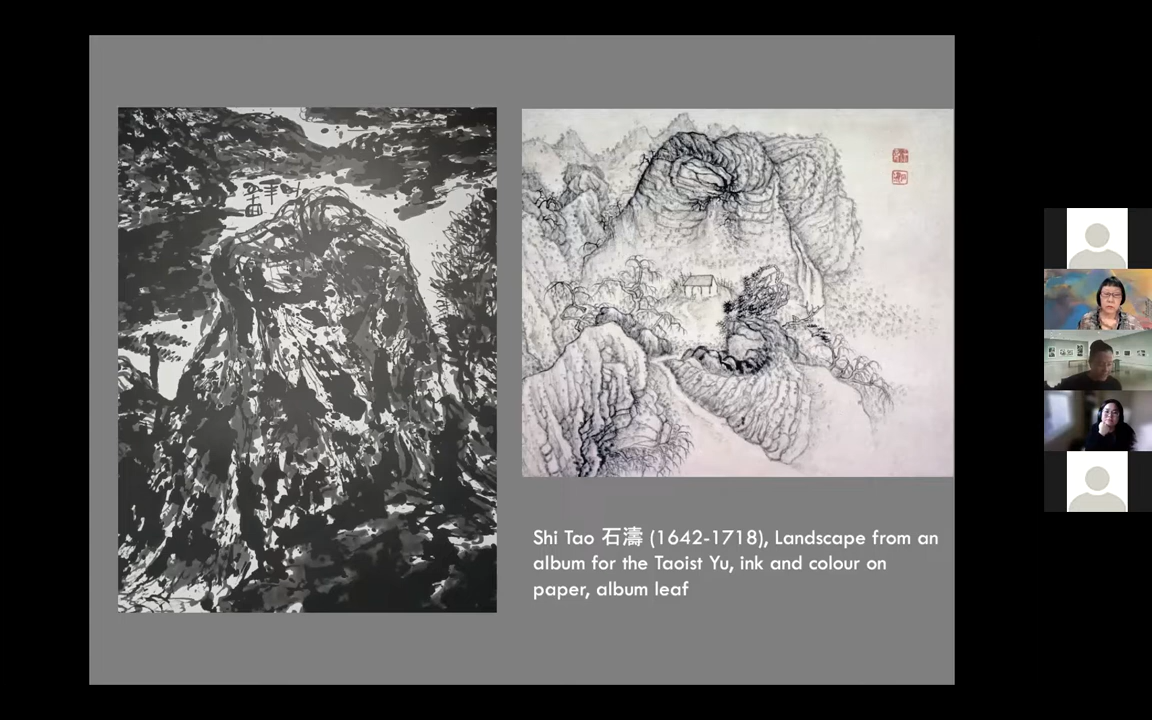 Shi Tao 石濤 (1642-1718), Landscape from an
album for the Taoist Yu, ink and colour on
paper, album leaf